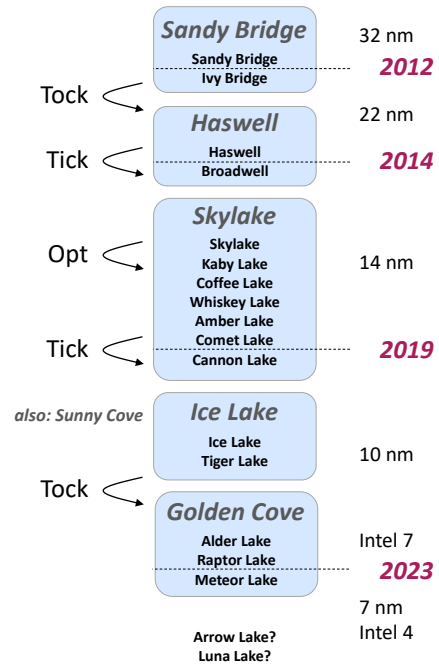 Sandy Bridge
32 nm
Sandy Bridge
2012
Ivy Bridge
Tock
22 nm
Haswell
Haswell
Tick
2014
Broadwell
Skylake
Skylake
Opt
Kaby Lake
14 nm
Coffee Lake
Whiskey Lake
Amber Lake
Comet Lake
Tick
2019
Cannon Lake
also: Sunny Cove
Ice Lake
Ice Lake
Tiger Lake
10 nm
Tock
Golden Cove
Alder Lake
Intel 7
Raptor Lake
2023
Meteor Lake
7 nm
Intel 4
Arrow Lake?
Luna Lake?